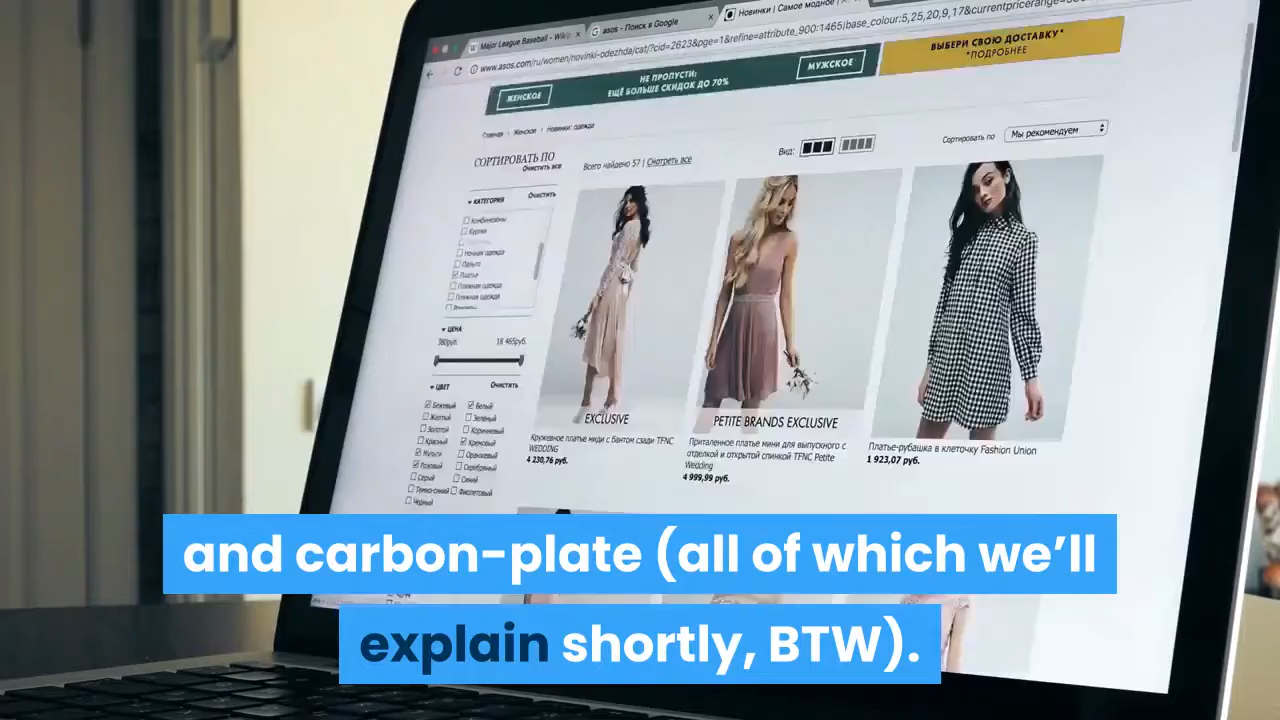 Major League Baseball - Wiki
asos - Поиск в Google
Новинки | Самое модное | A
www.asos.com/ru/women/novinki-odezhda/cat/?cid=2623&pge=1&refine=attribute_900:1465|base_colour:5,25,20,9,17&currentpricerange=
ЖЕНСКОЕ
НЕ ПРОПУСТИ:
ЕЩЁ БОЛЬШЕ СКИДОК ДО 70%
МУЖСКОЕ
ВЫБЕРИ СВОЮ ДОСТАВКУ*
*ПОДРОБНЕЕ
Главная › Женское › Новинки: одежда
СОРТИРОВАТЬ ПО
Очистить все
Всего найдено 57 | Смотреть все
Вид:
Сортировать по
Мы рекомендуем
КАТЕГОРИЯ
Очистить
Комбинезоны
Куртки
Ночная одежда
Пальто
Платья
Пляжная одежда
Пляжная одежда
ЦЕНА
380руб.
18 465руб.
ЦВЕТ
Очистить
Бежевый
Белый
Желтый
Зеленый
Золотой
Коричневый
Красный
Кремовый
Мульти
Оранжевый
Розовый
Серебряный
Серый
Синий
Темно-синий
Фиолетовый
Черный
EXCLUSIVE
Кружевное платье миди с бантом сзади TFNC
WEDDING
4 230,76 руб.
PETITE BRANDS EXCLUSIVE
Приталенное платье мини для выпускного с
отделкой и открытой спинкой TFNC Petite
Wedding
4 999,99 руб.
Платье-рубашка в клеточку Fashion Union
1 923,07 руб.
and carbon-plate (all of which we’ll
explain shortly, BTW).